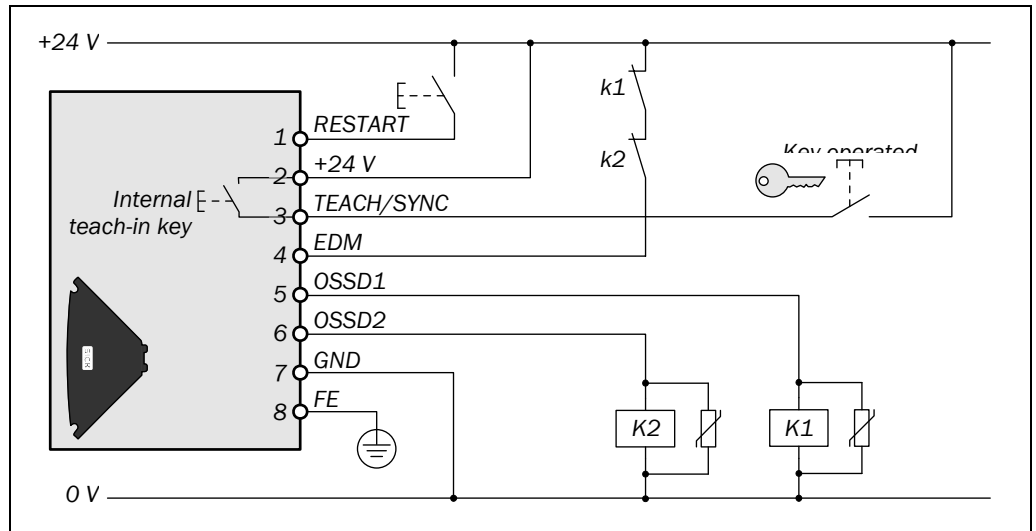 +24 V
k1
RESTART
1
k2
+24 V
2
Key operated
Internal
teach-in key
TEACH/SYNC
3
EDM
4
OSSD1
5
OSSD2
6
SICK
GND
7
FE
8
K2
K1
0 V